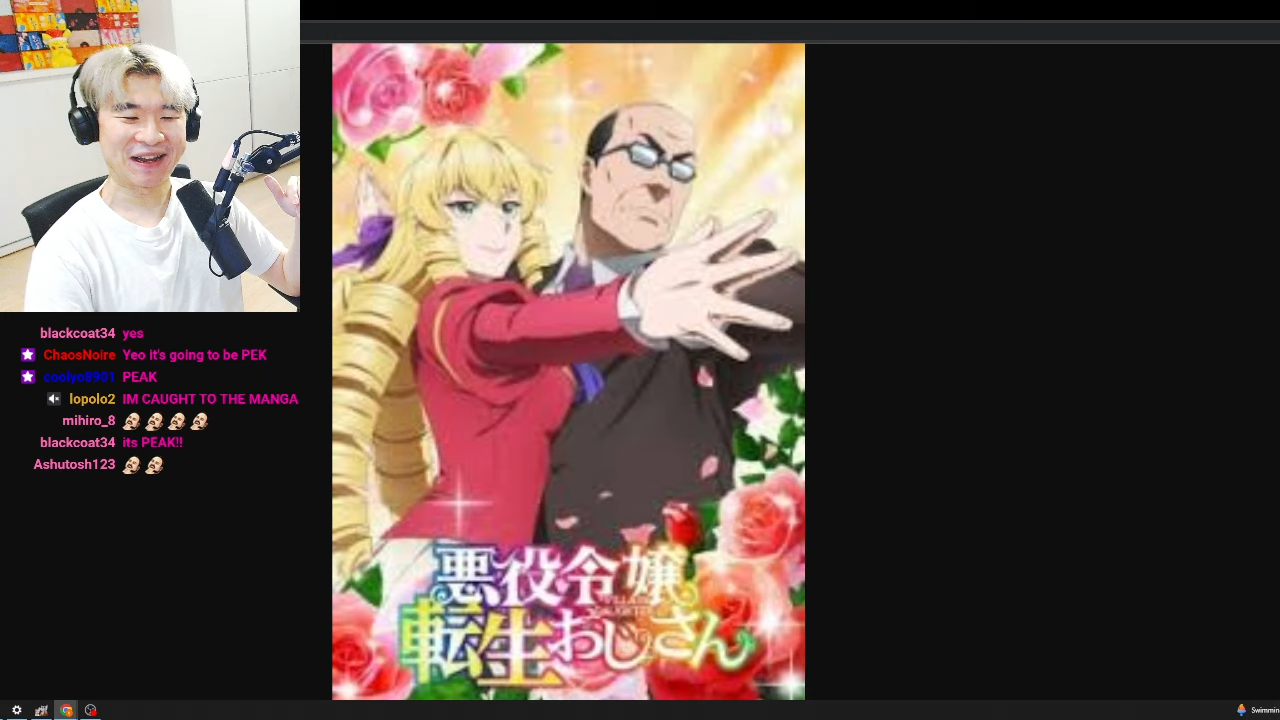 blackcoat34 yes
ChaosNoire Yeo it's going to be PEK
coolyo8901 PEAK
lopolo2 IM CAUGHT TO THE MANGA
mihiro_8
blackcoat34 its PEAK!!
Ashutosh123
悪役令嬢
転生おじさん
Swimmin